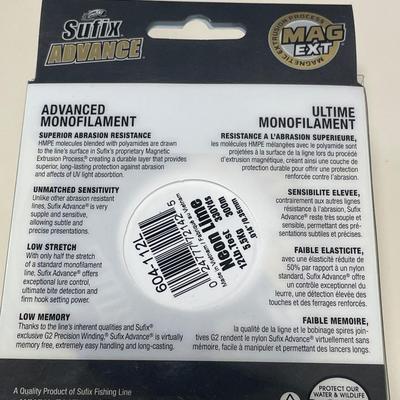 Sufix
ADVANCE
MAG
EXT
MAGNETIC EXTRUSION PROCESS
ADVANCED
MONOFILAMENT
SUPERIOR ABRASION RESISTANCE
HMPE molecules blended with polyamides are drawn
to the line's surface in Sufix's proprietary Magnetic
Extrusion Process, creating a durable layer that provides
superior, long-lasting protection against abrasion
and affects of UV light absorbtion.
UNMATCHED SENSITIVITY
Unlike other abrasion resistant
lines, Sufix Advance is very
supple and sensitive,
allowing subtle and precise
presentations.
LOW STRETCH
With only half the stretch
of a standard monofilament
line, Sufix Advance offers
exceptional lure control,
ultimate bite detection and
firm hook setting power.
LOW MEMORY
Thanks to the line's inherent qualities and Sufix
exclusive G2 Precision Winding, Sufix Advance is virtually
memory free, extremely easy handling and long-casting.
A Quality Product of Sufix Fishing Line
604-112L
Neon Lime
12lb Test 330yds
300m
ULTIME
MONOFILAMENT
RESISTANCE A L'ABRASION SUPERIEURE,
les molécules HMPE mélangées avec le polyamide sont
projetées à la surface de la ligne lors du procédé
d'extrusion magnétique, créant ainsi une couche de
protection durable pour offrir une protection
renforcée contre l'abrasion.
SENSIBILITE ELEVEE,
contrairement aux autres lignes
résistance à l'abrasion, Sufix
Advance reste très souple et
sensible, permettant des pré-
sentations subtiles et précises.
FAIBLE ELASTICITE,
avec une élasticité réduite de
50% par rapport à un nylon
standard, Sufix Advance offre
un contrôle exceptionnel du
leurre, une détection élevée des
touches et des ferrages renforcés.
FAIBLE MEMOIRE,
la qualité de la ligne et le bobinage spires join-
tives G2 rendent le nylon Sufix Advance virtuellement sans
mémoire, facile à manipuler et permettant des lancers longs.
PROTECT OUR
WATER & WILDLIFE